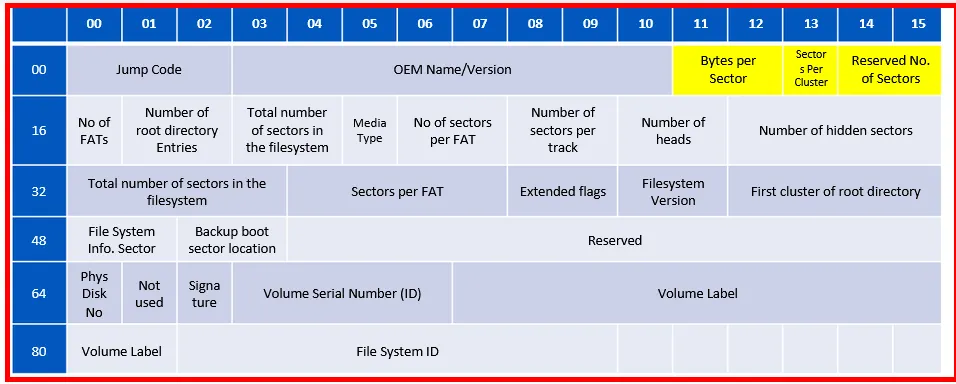 00 01 02 03 04 05 06 07 08 09 10 11 12 13 14 15
00
Jump Code
OEM Name/Version
Bytes per
Sector
Sector
s Per
Cluster
Reserved No.
of Sectors
16
No of
FATs
Number of
root directory
Entries
Total number
of sectors in
the filesystem
Media
Type
No of sectors
per FAT
Number of
sectors per
track
Number of
heads
Number of hidden sectors
32
Total number of sectors in the
filesystem
Sectors per FAT
Extended flags
Filesystem
Version
First cluster of root directory
48
File System
Info. Sector
Backup boot
sector location
Reserved
64
Phys
Disk
No
Not
used
Signa
ture
Volume Serial Number (ID)
Volume Label
80
Volume Label
File System ID